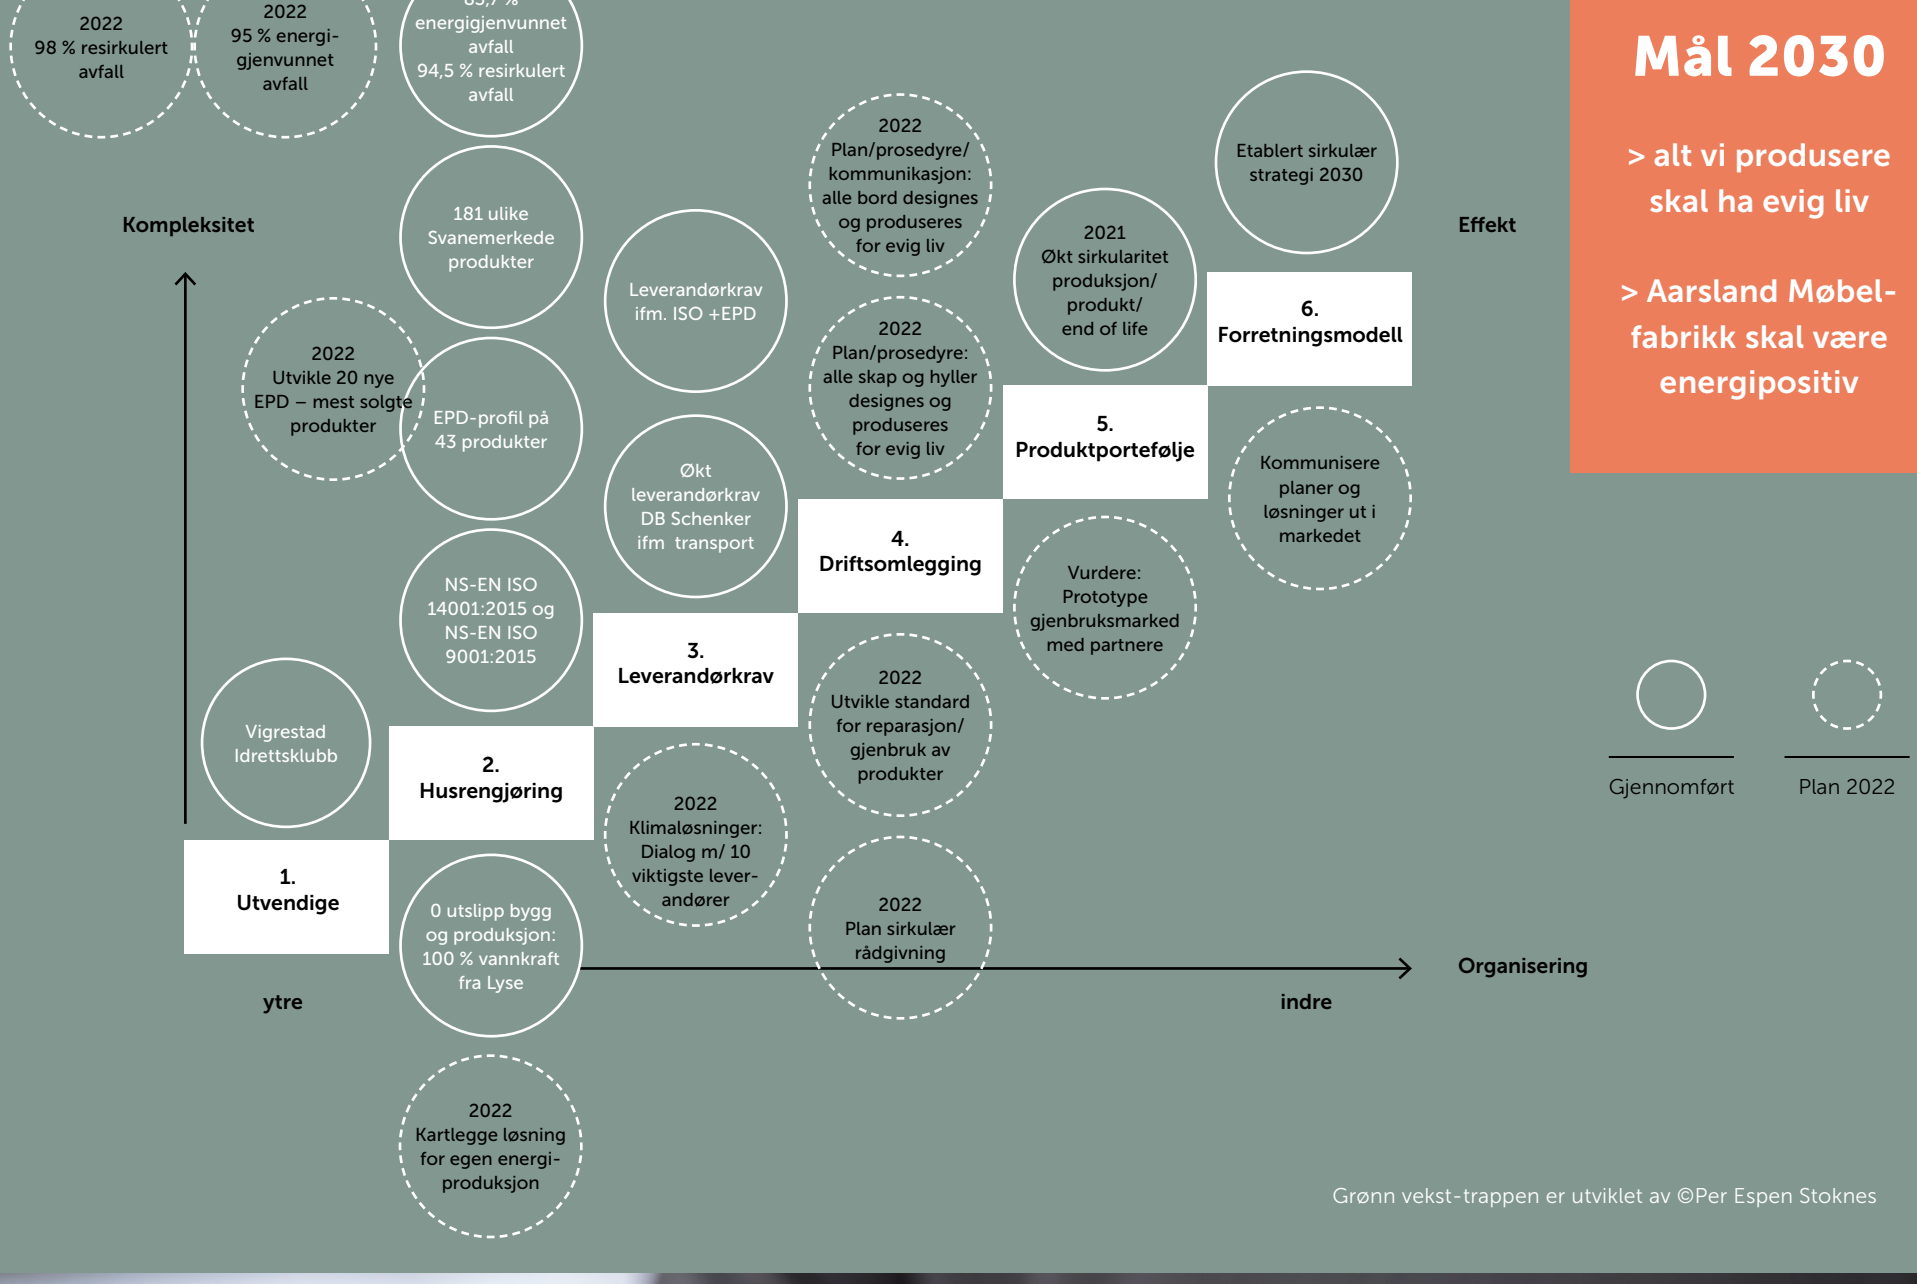 2022
98 % resirkulert
avfall
2022
95 % energi-
gjenvunnet
avfall
energigjenvunnet
avfall
94,5 % resirkulert
avfall
Mål 2030
> alt vi produsere
skal ha evig liv
> Aarsland Møbel-
fabrikk skal være
energipositiv
Kompleksitet
Effekt
181 ulike
Svanemerkede
produkter
2022
Utvikle 20 nye
EPD – mest solgte
produkter
EPD-profil på
43 produkter
NS-EN ISO
14001:2015 og
NS-EN ISO
9001:2015
Vigrestad
Idrettsklubb
Leverandørkrav
ifm. ISO +EPD
Økt
leverandørkrav
DB Schenker
ifm transport
2022
Plan/prosedyre/
kommunikasjon:
alle bord designes
og produseres
for evig liv
2022
Plan/prosedyre:
alle skap og hyller
designes og
produseres
for evig liv
2021
Økt sirkularitet
produksjon/
produkt/
end of life
Etablert sirkulær
strategi 2030
6.
Forretningsmodell
5.
Produktportefølje
4.
Driftsomlegging
3.
Leverandørkrav
2.
Husrengjøring
1.
Utvendige
Kommunisere
planer og
løsninger ut i
markedet
Vurdere:
Prototype
gjenbruksmarked
med partnere
2022
Utvikle standard
for reparasjon/
gjenbruk av
produkter
2022
Klimaløsninger:
Dialog m/ 10
viktigste lever-
andører
2022
Plan sirkulær
rådgivning
0 utslipp bygg
og produksjon:
100 % vannkraft
fra Lyse
2022
Kartlegge løsning
for egen energi-
produksjon
Gjennomført
Plan 2022
Organisering
ytre
indre
Grønn vekst-trappen er utviklet av ©Per Espen Stoknes